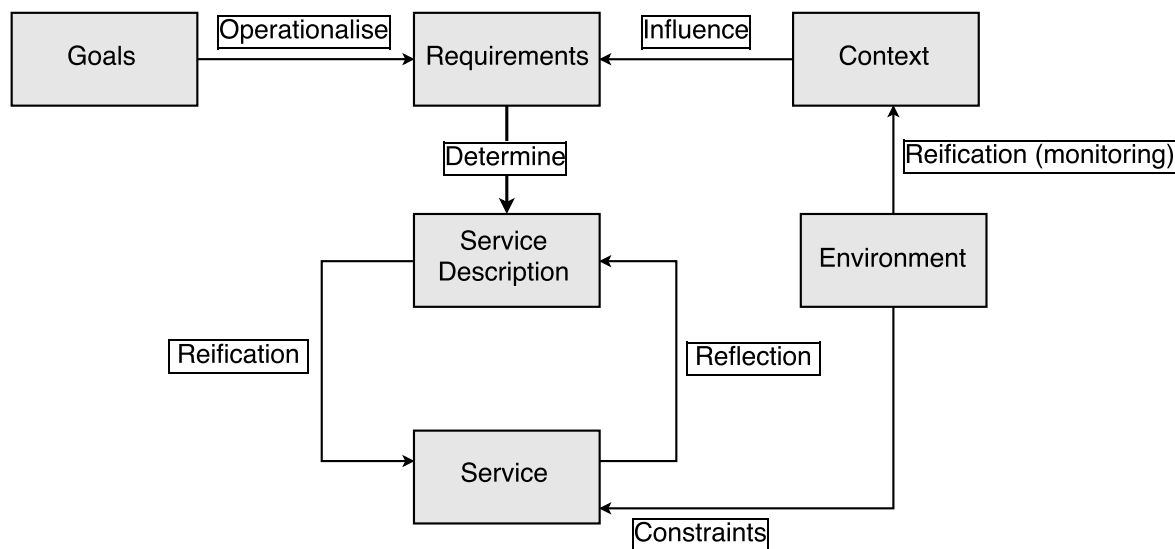 Operationalise
Influence
Goals
Requirements
Context
Determine
Reification (monitoring)
Service
Description
Environment
Reification
Reflection
Service
Constraints